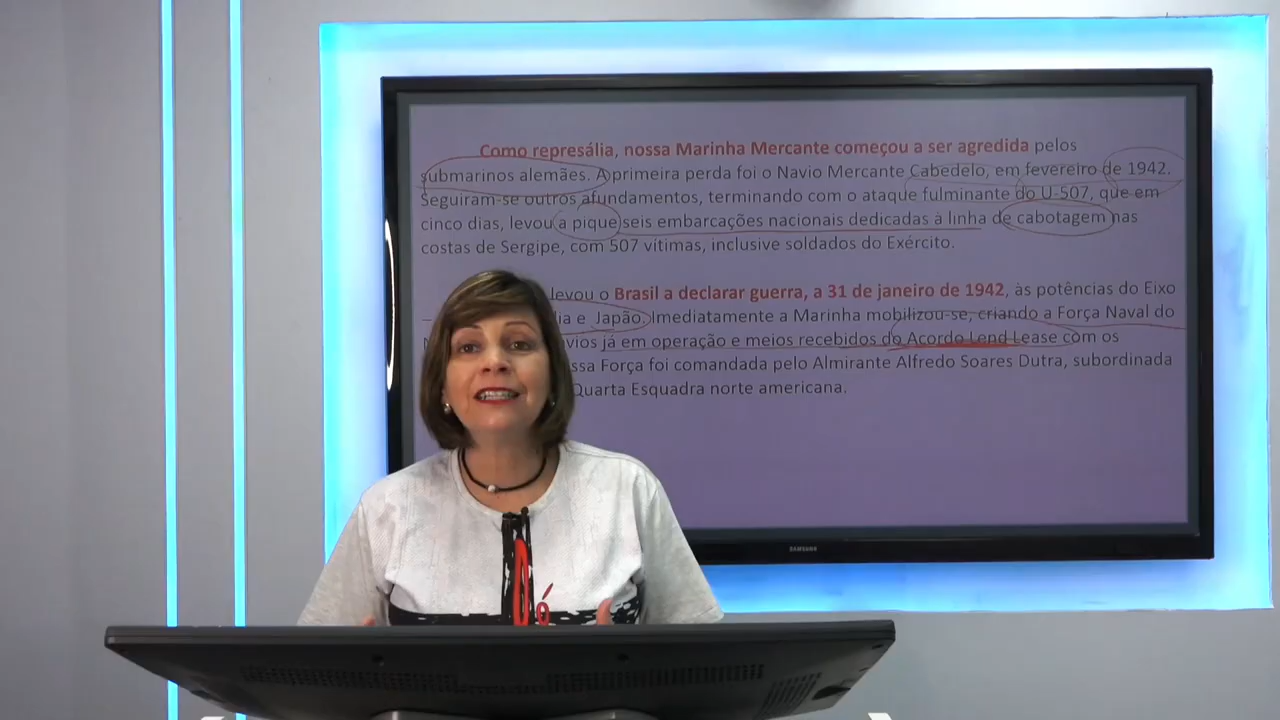 Como represália, nossa Marinha Mercante começou a ser agredida pelos
submarinos alemães. A primeira perda foi o Navio Mercante Cabedelo, em fevereiro de 1942.
Seguiram-se outros afundamentos, terminando com o ataque fulminante do U-507, que em
cinco dias, levou a pique seis embarcações nacionais dedicadas à linha de cabotagem nas
costas de Sergipe, com 507 vítimas, inclusive soldados do Exército.
levou o Brasil a declarar guerra, a 31 de janeiro de 1942, às potências do Eixo
e Japão. Imediatamente a Marinha mobilizou-se, criando a Força Naval do
já em operação e meios recebidos do Acordo Lend Lease com os
Força foi comandada pelo Almirante Alfredo Soares Dutra, subordinada
Quarta Esquadra norte americana.
SAMSUNG